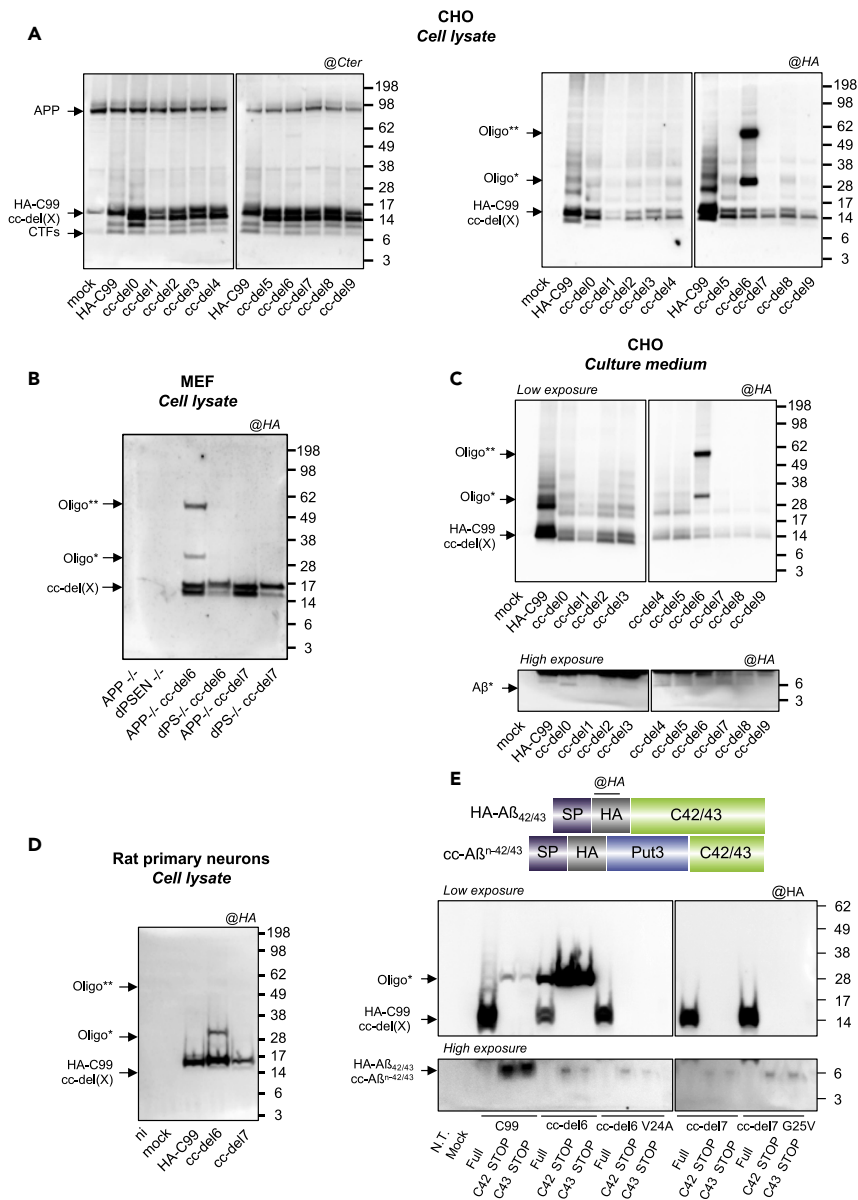 A
CHO
Cell lysate
@Cter
@HA
APP
HA-C99
cc-del(X)
CTFs
198
98
62
49
38
28
17
14
6
3
mock
HA-C99
cc-del0
cc-del1
cc-del2
cc-del3
cc-del4
HA-C99
cc-del5
cc-del6
cc-del7
cc-del8
cc-del9
Oligo**
Oligo*
HA-C99
cc-del(X)
198
98
62
49
38
28
17
14
6
3
mock
HA-C99
cc-del0
cc-del1
cc-del2
cc-del3
cc-del4
HA-C99
cc-del5
cc-del6
cc-del7
cc-del8
cc-del9
B
MEF
Cell lysate
@HA
Oligo**
Oligo*
cc-del(X)
198
98
62
49
38
28
17
14
6
3
APP -/-
dPSEN -/-
APP-/- cc-del6
dPS-/- cc-del6
APP-/- cc-del7
dPS-/- cc-del7
CHO
Culture medium
C
Low exposure
@HA
Oligo**
Oligo*
HA-C99
cc-del(X)
198
98
62
49
38
28
17
14
6
3
mock
HA-C99
cc-del0
cc-del1
cc-del2
cc-del3
cc-del4
cc-del5
cc-del6
cc-del7
cc-del8
cc-del9
High exposure
@HA
Aβ*
6
3
mock
HA-C99
cc-del0
cc-del1
cc-del2
cc-del3
cc-del4
cc-del5
cc-del6
cc-del7
cc-del8
cc-del9
D
Rat primary neurons
Cell lysate
@HA
Oligo**
Oligo*
HA-C99
cc-del(X)
198
98
62
49
38
28
17
14
6
3
ni
mock
HA-C99
cc-del6
cc-del7
E
@HA
HA-Aß42/43 SP HA C42/43
cc-Aßn-42/43 SP HA Put3 C42/43
Low exposure
@HA
Oligo*
HA-C99
cc-del(X)
62
49
38
28
17
14
High exposure
HA-Aß42/43
cc-Aßn-42/43
6
3
C99 cc-del6 cc-del6 V24A cc-del7 cc-del7 G25V
N.T.
Mock
Full
C42 STOP
C43 STOP
Full
C42 STOP
C43 STOP
Full
C42 STOP
C43 STOP
Full
C42 STOP
C43 STOP
Full
C42 STOP
C43 STOP